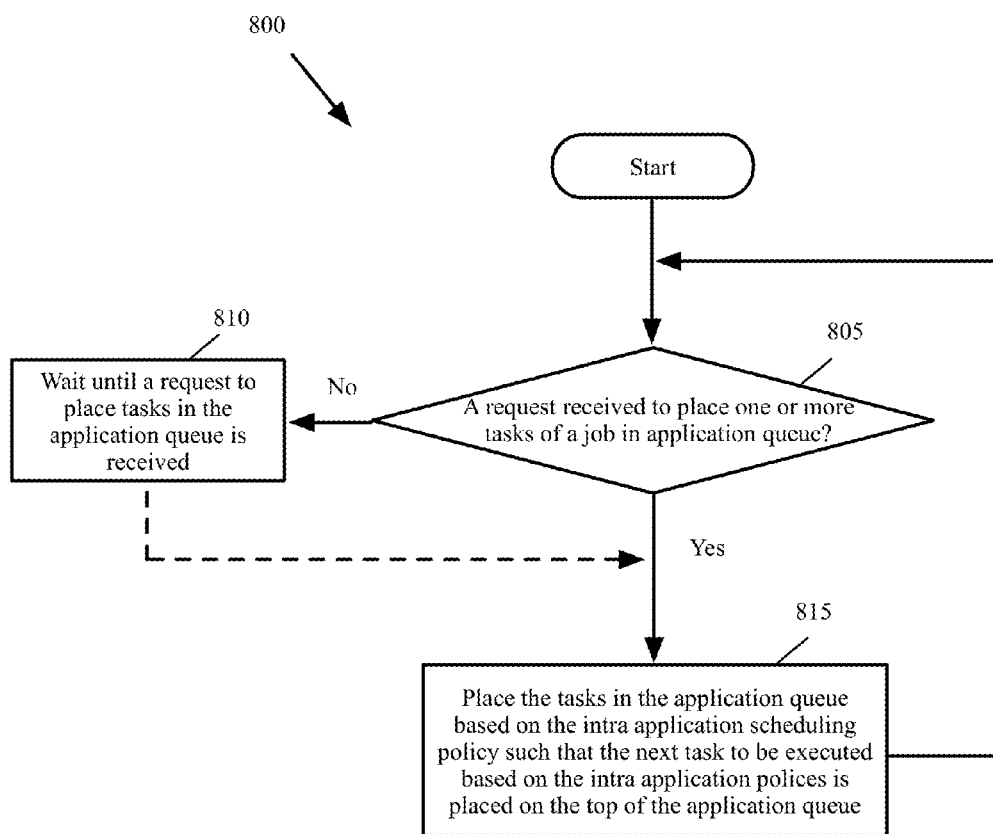 800
Start
805
A request received to place one or more
tasks of a job in application queue?
810
Wait until a request to
place tasks in the
application queue is
received
No
Yes
815
Place the tasks in the application queue
based on the intra application scheduling
policy such that the next task to be executed
based on the intra application polices is
placed on the top of the application queue